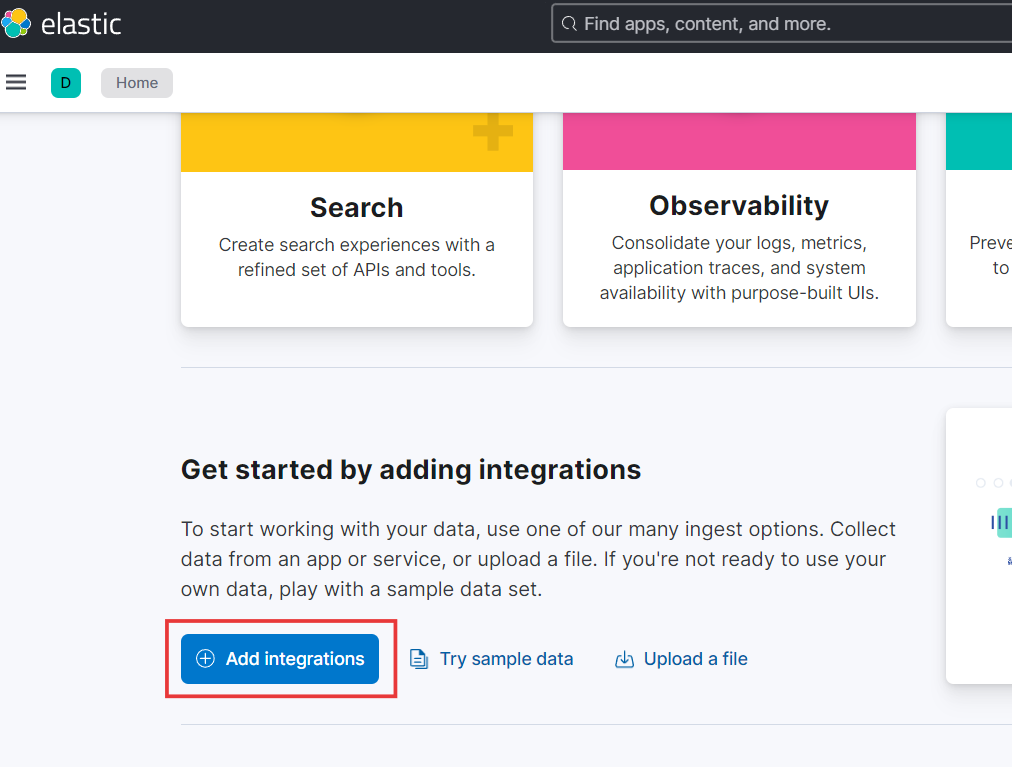 elastic
Find apps, content, and more.
D
Home
Search
Create search experiences with a
refined set of APIs and tools.
Observability
Consolidate your logs, metrics,
application traces, and system
availability with purpose-built UIs.
to
Get started by adding integrations
To start working with your data, use one of our many ingest options. Collect
data from an app or service, or upload a file. If you're not ready to use your
own data, play with a sample data set.
Add integrations
Try sample data
Upload a file